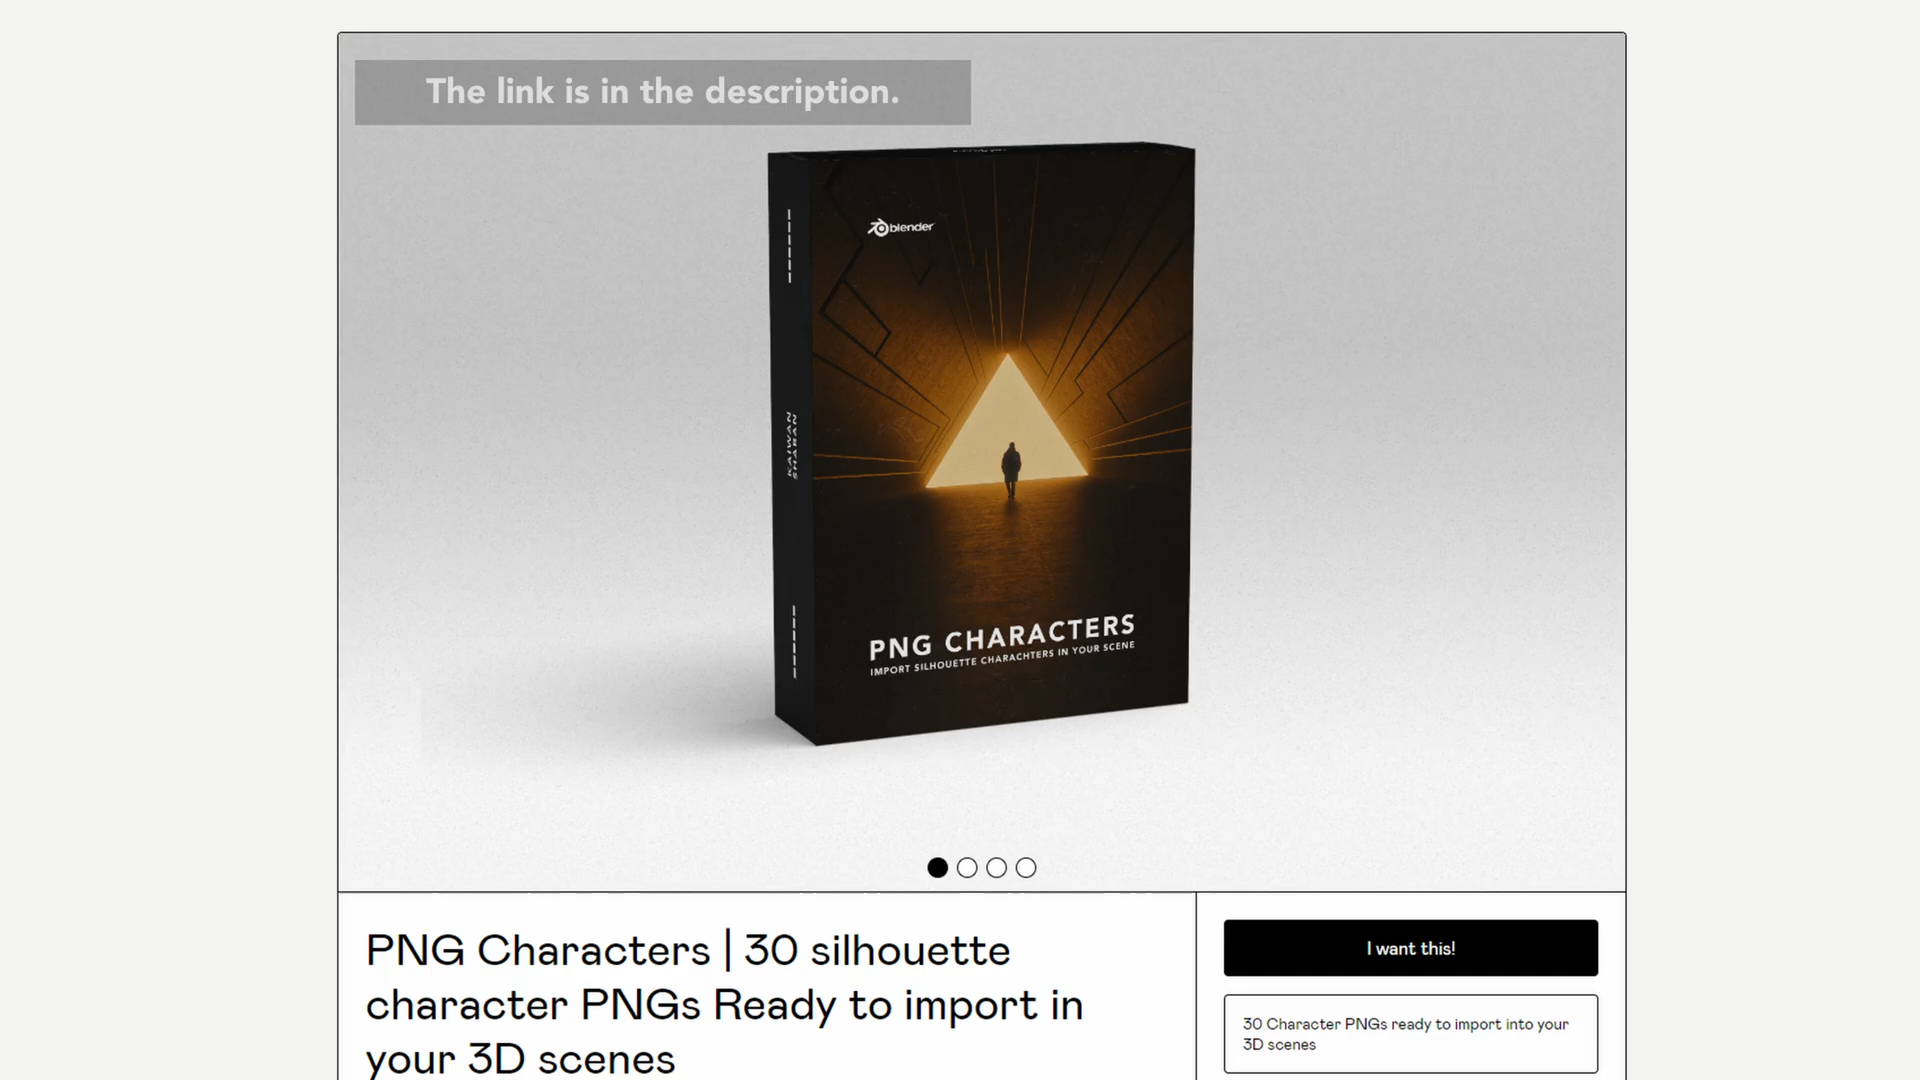 The link is in the description.
blender
KAIWAN
SHABAN
PNG CHARACTERS
IMPORT SILHOUETTE CHARACHTERS IN YOUR SCENE
PNG Characters | 30 silhouette
character PNGs Ready to import in
your 3D scenes
I want this!
30 Character PNGs ready to import into your
3D scenes